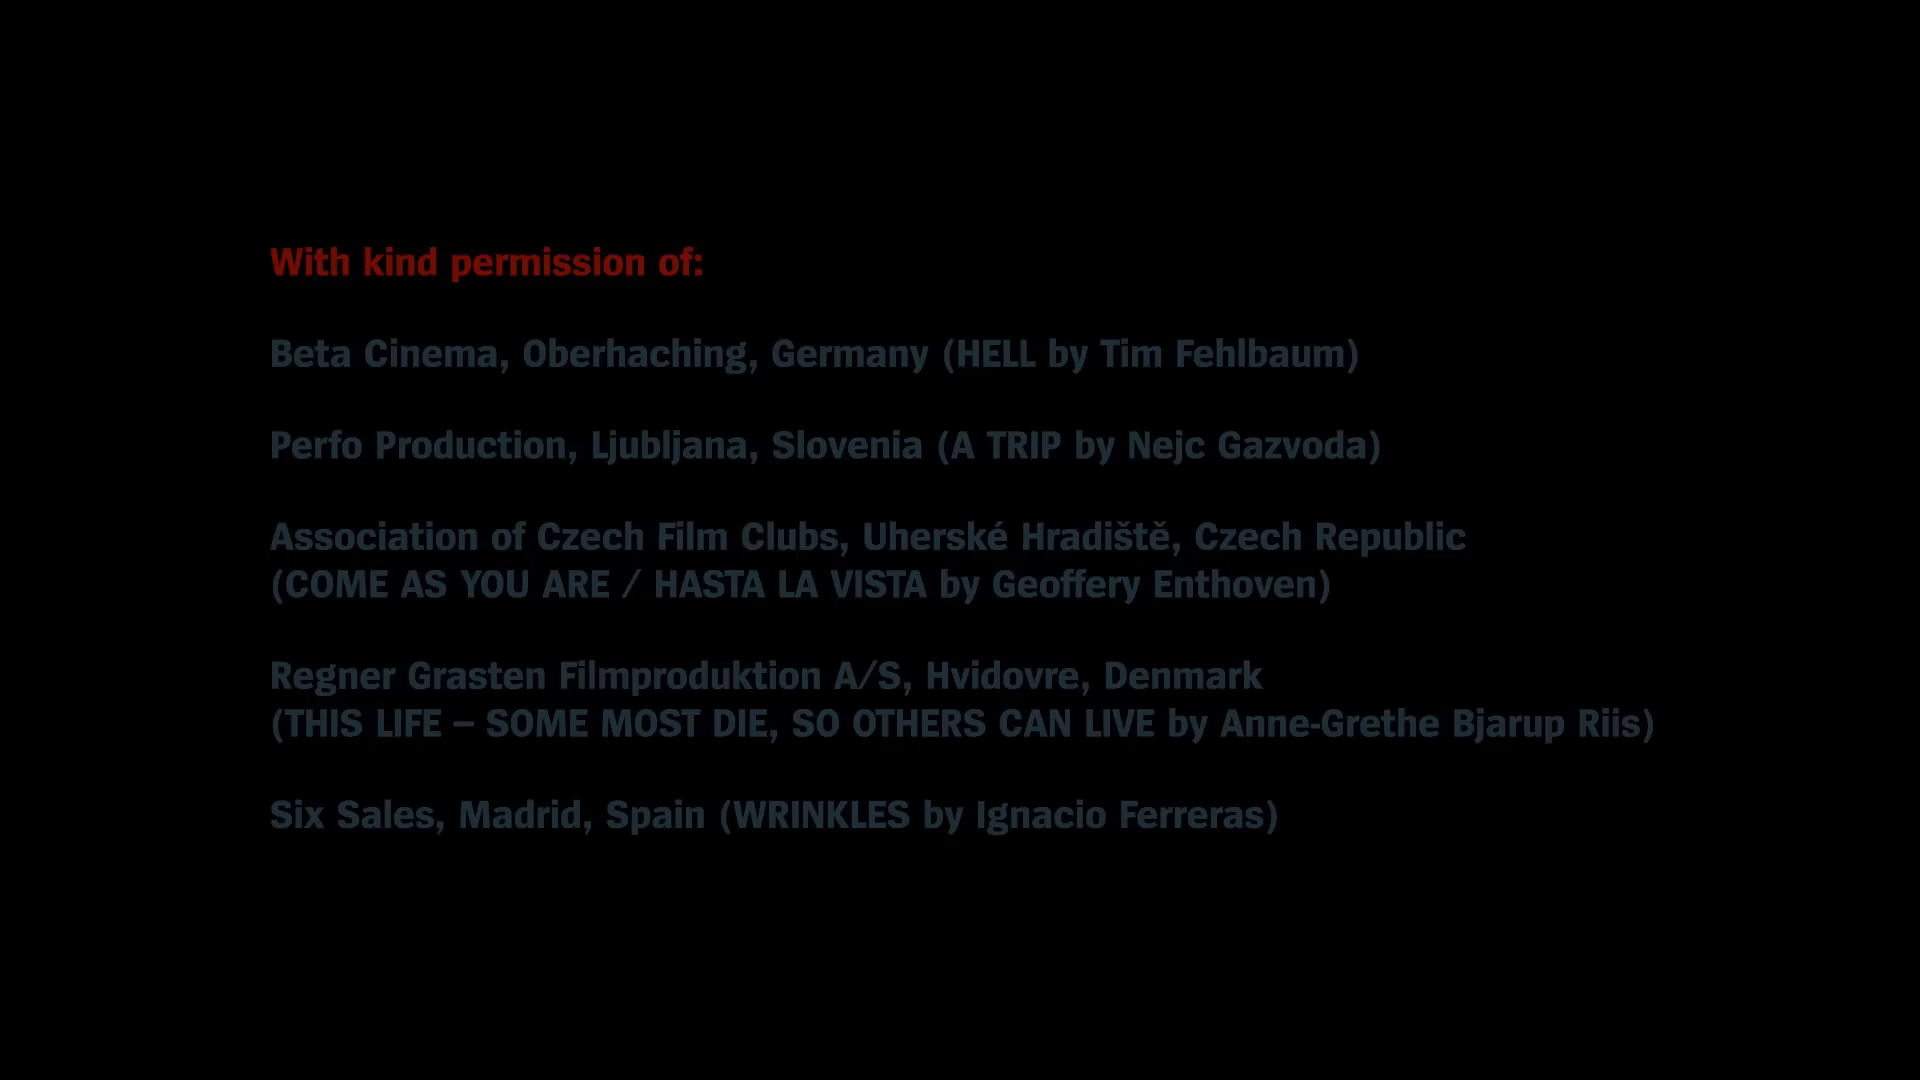 With kind permission of:
Beta Cinema, Oberhaching, Germany (HELL by Tim Fehlbaum)
Perfo Production, Ljubljana, Slovenia (A TRIP by Nejc Gazvoda)
Association of Czech Film Clubs, Uherské Hradiště, Czech Republic
(COME AS YOU ARE / HASTA LA VISTA by Geoffery Enthoven)
Regner Grasten Filmproduktion A/S, Hvidovre, Denmark
(THIS LIFE – SOME MOST DIE, SO OTHERS CAN LIVE by Anne-Grethe Bjarup Riis)
Six Sales, Madrid, Spain (WRINKLES by Ignacio Ferreras)